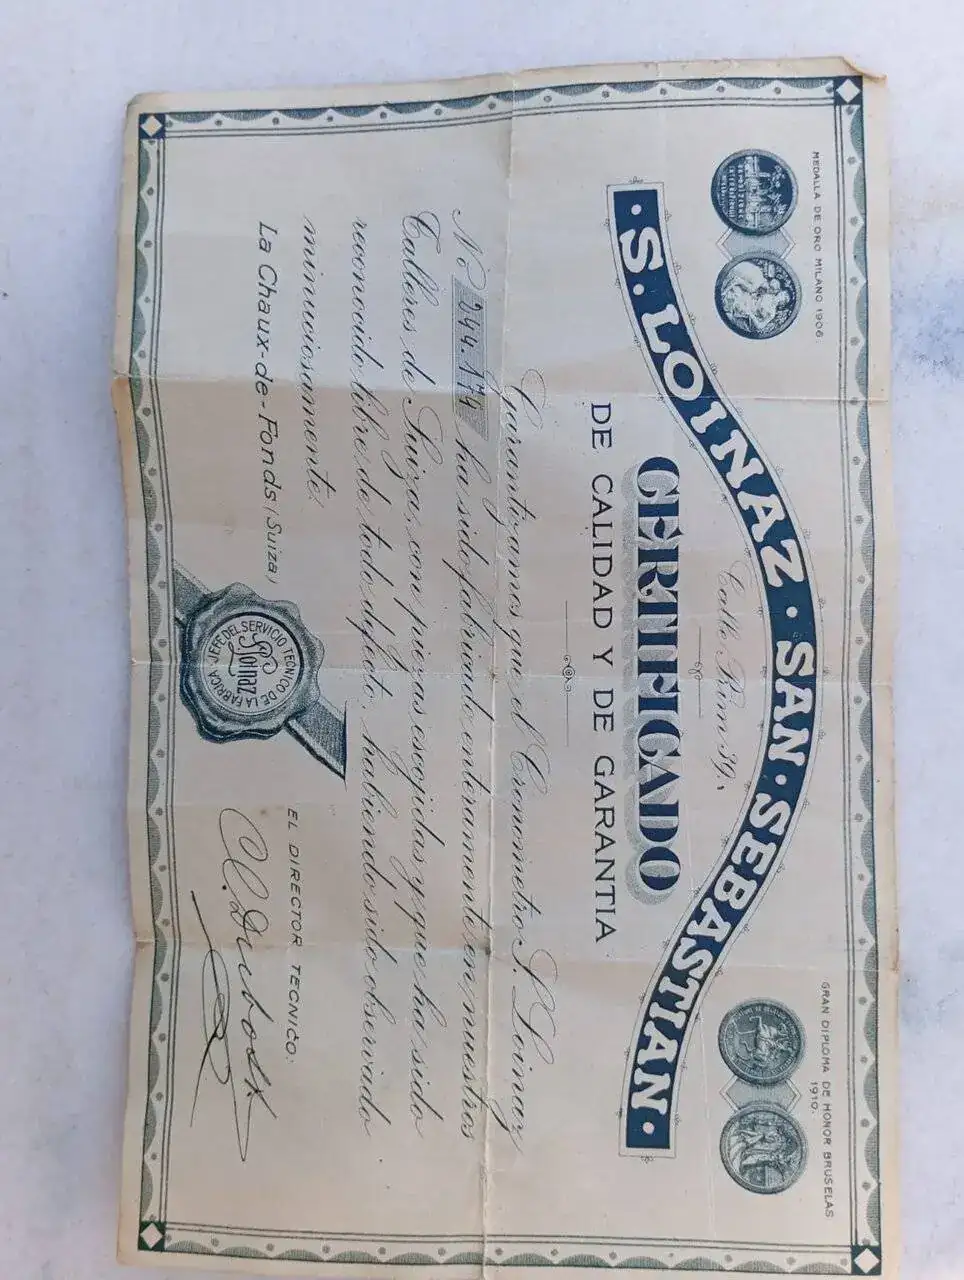 MEDALLA DE ORO MILANO 1906.
GRAN DIPLOMA DE HONOR BRUSELAS
1910.
· S. LOINAZ · SAN · SEBASTIAN ·
Calle Prim 39,
CERTIFICADO
DE CALIDAD Y DE GARANTIA
Garantizamos que el Cronómetro S. Loinaz
Nº 244.174 ha sido fabricado enteramente en nuestros
Talleres de Suiza, con piezas escogidas y que ha sido
reconocido libre de todo defecto, habiendo sido observado
minuciosamente.
La Chaux-de-Fonds (Suiza)
JEFE DEL SERVICIO TECNICO DE LA FABRICA
S. Loinaz
EL DIRECTOR TECNICO: